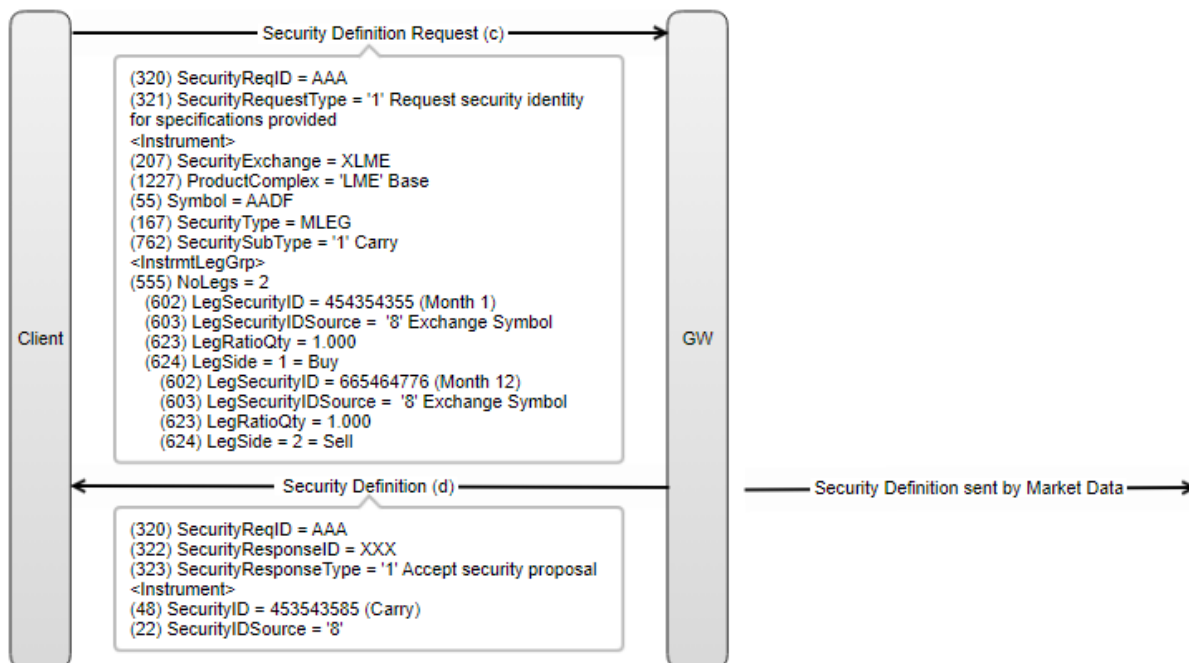 Security Definition Request (c)
(320) SecurityReqID = AAA
(321) SecurityRequestType = '1' Request security identity
for specifications provided
<Instrument>
(207) SecurityExchange = XLME
(1227) ProductComplex = 'LME' Base
(55) Symbol = AADF
(167) SecurityType = MLEG
(762) SecuritySubType = '1' Carry
<InstrmtLegGrp>
(555) NoLegs = 2
(602) LegSecurityID = 454354355 (Month 1)
(603) LegSecurityIDSource = '8' Exchange Symbol
(623) LegRatioQty = 1.000
(624) LegSide = 1 = Buy
(602) LegSecurityID = 665464776 (Month 12)
(603) LegSecurityIDSource = '8' Exchange Symbol
(623) LegRatioQty = 1.000
(624) LegSide = 2 = Sell
Client
GW
Security Definition (d)
Security Definition sent by Market Data
(320) SecurityReqID = AAA
(322) SecurityResponseID = XXX
(323) SecurityResponseType = '1' Accept security proposal
<Instrument>
(48) SecurityID = 453543585 (Carry)
(22) SecurityIDSource = '8'